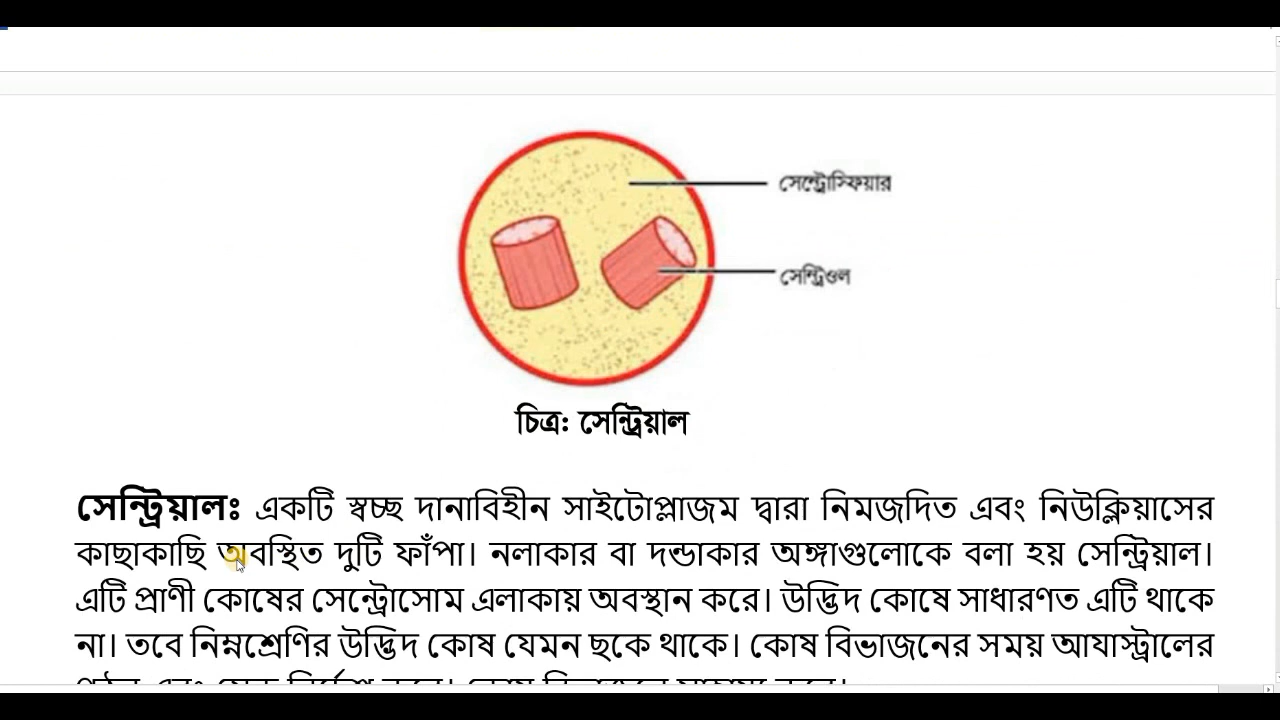 সেন্ট্রোস্ফিয়ার
সেন্ট্রিওল
চিত্র: সেন্ট্রিয়াল
সেন্ট্রিয়ালঃ একটি স্বচ্ছ দানাবিহীন সাইটোপ্লাজম দ্বারা নিমজদিত এবং নিউক্লিয়াসের
কাছাকাছি অবস্থিত দুটি ফাঁপা। নলাকার বা দন্ডাকার অঙ্গাগুলোকে বলা হয় সেন্ট্রিয়াল।
এটি প্রাণী কোষের সেন্ট্রোসোম এলাকায় অবস্থান করে। উদ্ভিদ কোষে সাধারণত এটি থাকে
না। তবে নিম্নশ্রেণির উদ্ভিদ কোষ যেমন ছকে থাকে। কোষ বিভাজনের সময় আযাস্ট্রালের